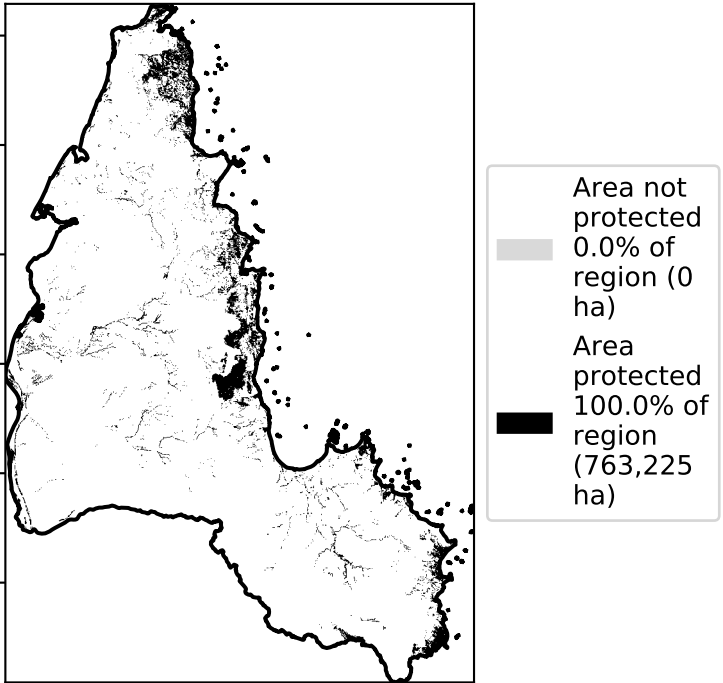 Area not
protected
0.0% of
region (0
ha)
Area
protected
100.0% of
region
(763,225
ha)